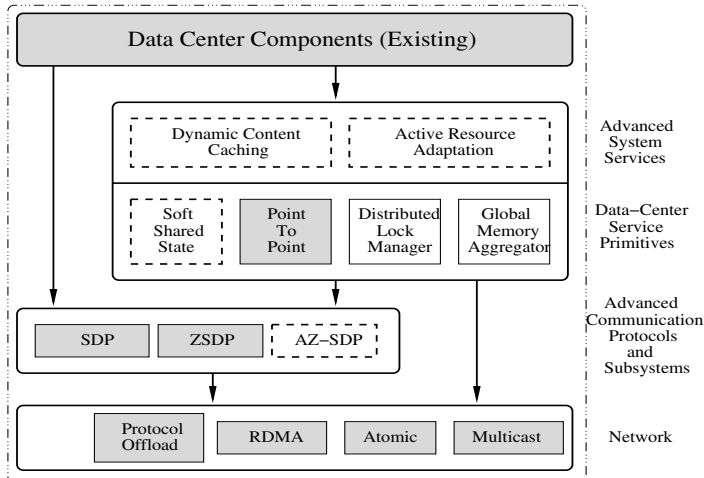 Data Center Components (Existing)
Dynamic Content
Caching
Active Resource
Adaptation
Advanced
System
Services
Soft
Shared
State
Point
To
Point
Distributed
Lock
Manager
Global
Memory
Aggregator
Data–Center
Service
Primitives
SDP
ZSDP
AZ–SDP
Advanced
Communication
Protocols
and
Subsystems
Protocol
Offload
RDMA
Atomic
Multicast
Network